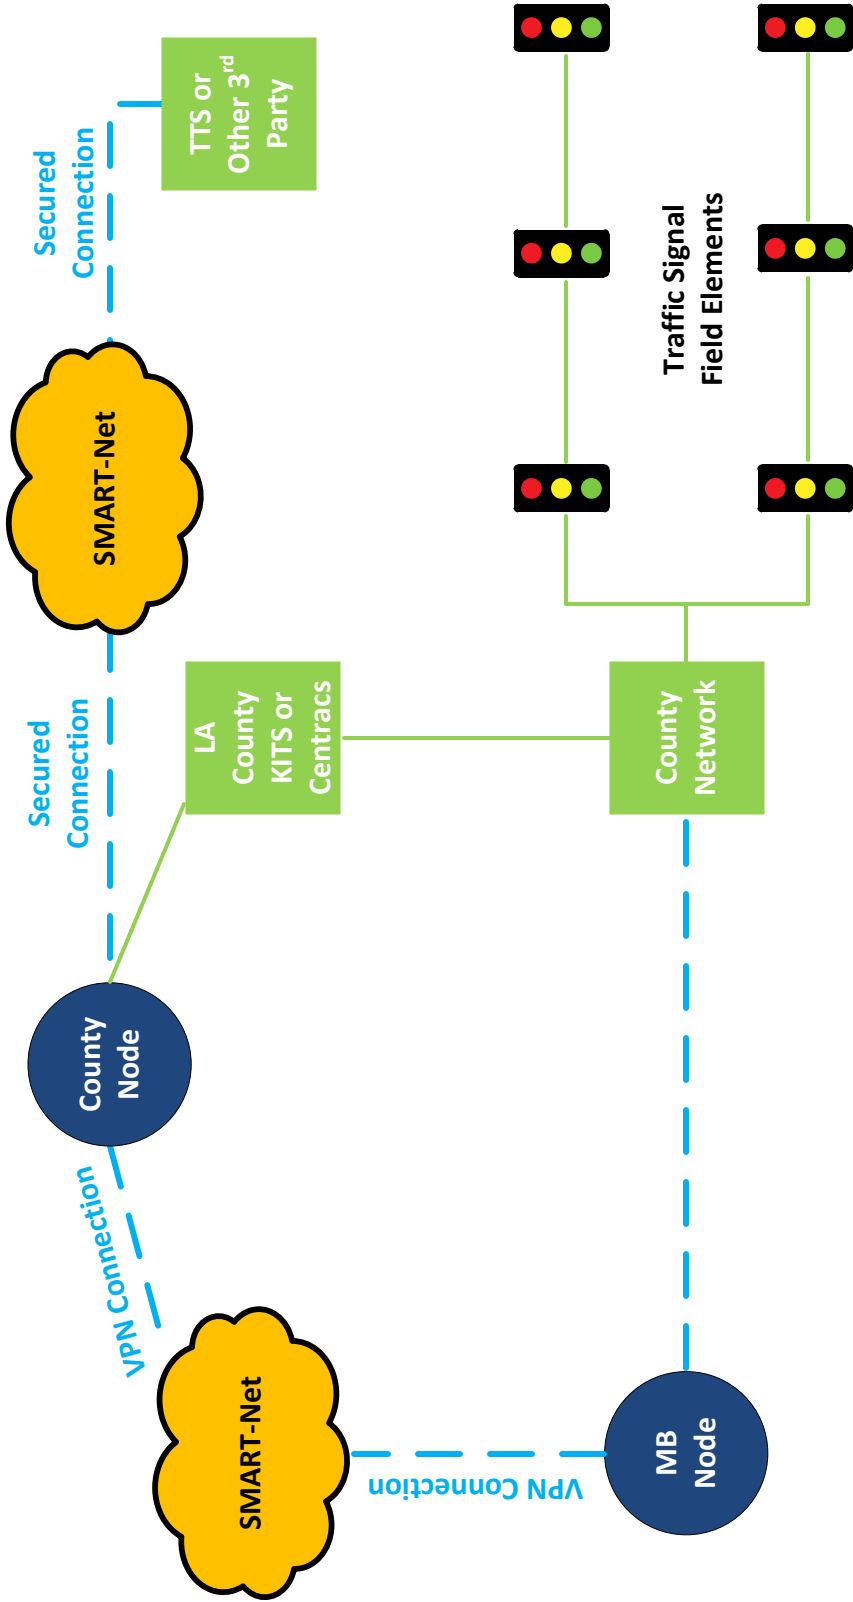 VPN Connection
County
Node
Secured
Connection
SMART-Net
Secured
Connection
TTS or
Other 3rd
Party
SMART-Net
LA
County
KITS or
Centracs
VPN Connection
MB
Node
County
Network
Traffic Signal
Field Elements